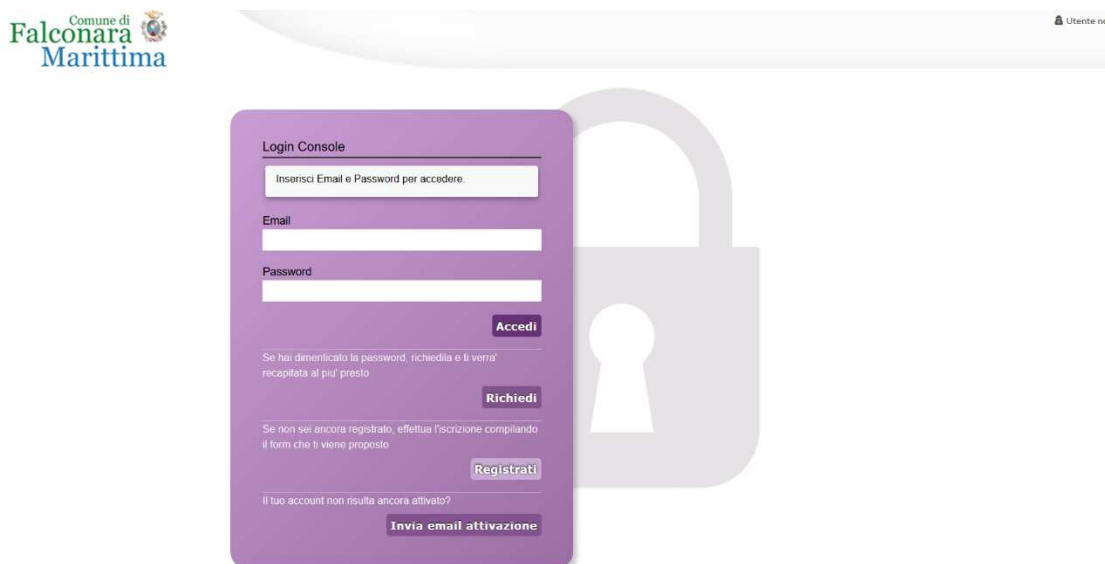 Comune di
Falconara
Marittima
Utente
Login Console
Inserisci Email e Password per accedere.
Email
Password
Accedi
Se hai dimenticato la password, richiedila e ti verra'
recapitata al piu' presto
Richiedi
Se non sei ancora registrato, effettua l'iscrizione compilando
il form che ti viene proposto
Registrati
Il tuo account non risulta ancora attivato?
Invia email attivazione